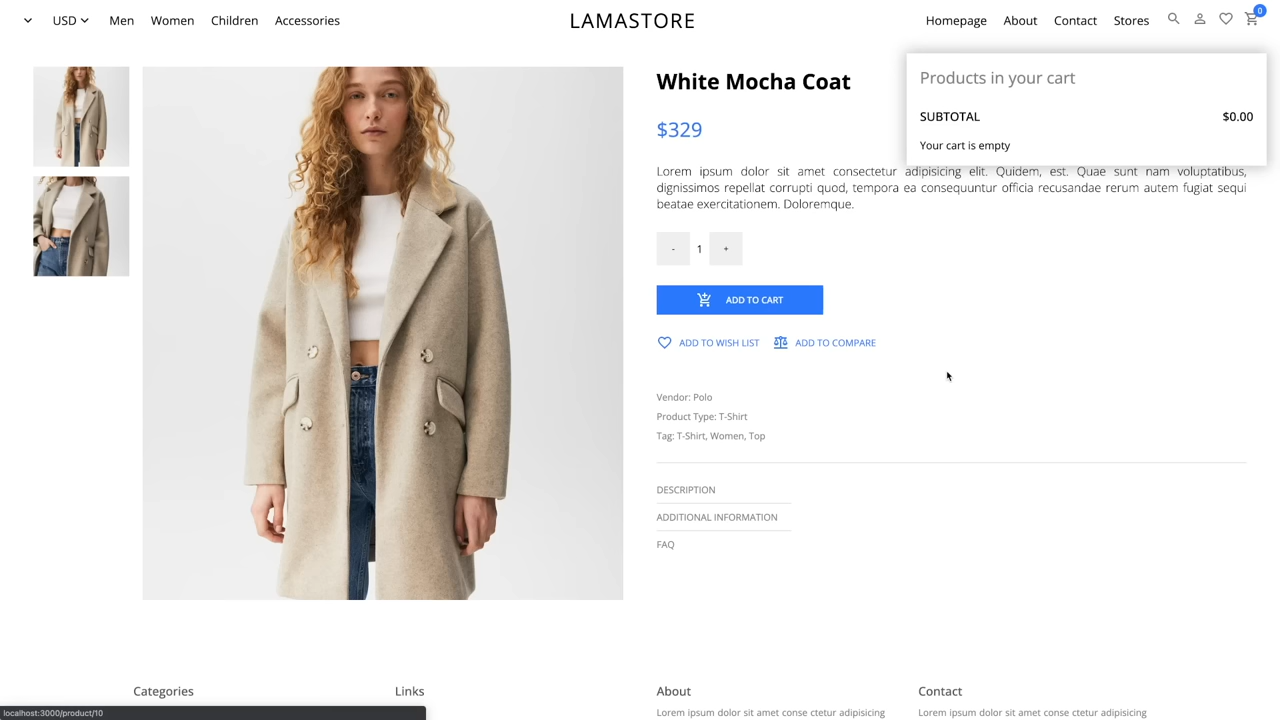 USD
Men
Women
Children
Accessories
LAMASTORE
Homepage
About
Contact
Stores
0
Products in your cart
SUBTOTAL
$0.00
Your cart is empty
White Mocha Coat
$329
Lorem ipsum dolor sit amet consectetur adipisicing elit. Quidem, est. Quae sunt nam voluptatibus,
dignissimos repellat corrupti quod, tempora ea consequuntur officia recusandae rerum autem fugiat sequi
beatae exercitationem. Doloremque.
-
1
+
ADD TO CART
ADD TO WISH LIST
ADD TO COMPARE
Vendor: Polo
Product Type: T-Shirt
Tag: T-Shirt, Women, Top
DESCRIPTION
ADDITIONAL INFORMATION
FAQ
Categories
Links
About
Contact
Lorem ipsum dolor sit amet conse ctetur adipisicing
Lorem ipsum dolor sit amet conse ctetur adipisicing
localhost:3000/product/10